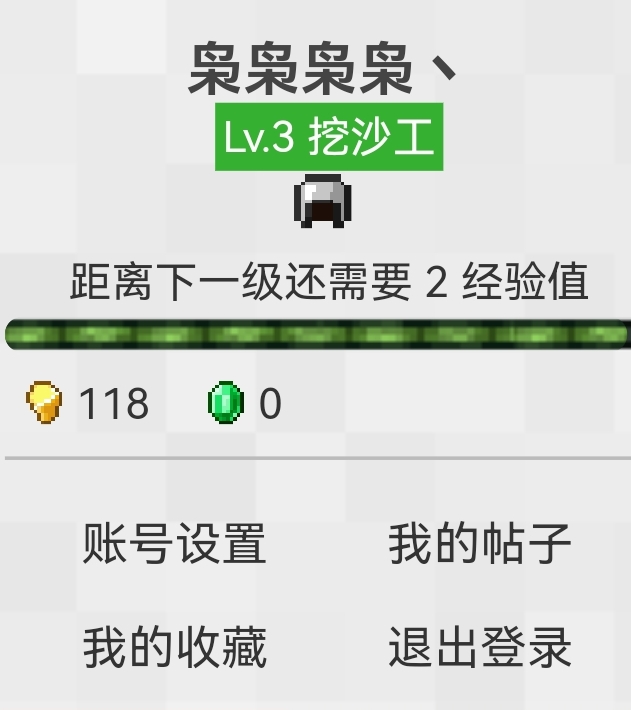 枭枭枭枭丶
Lv.3 挖沙工
距离下一级还需要 2 经验值
118 0
账号设置 我的帖子
我的收藏 退出登录